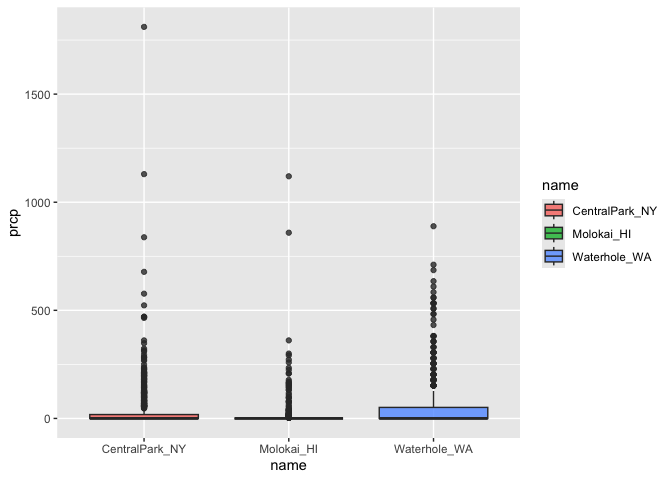 1500
1000
500
0
prcp
CentralPark_NY
Molokai_HI
Waterhole_WA
name
name
CentralPark_NY
Molokai_HI
Waterhole_WA